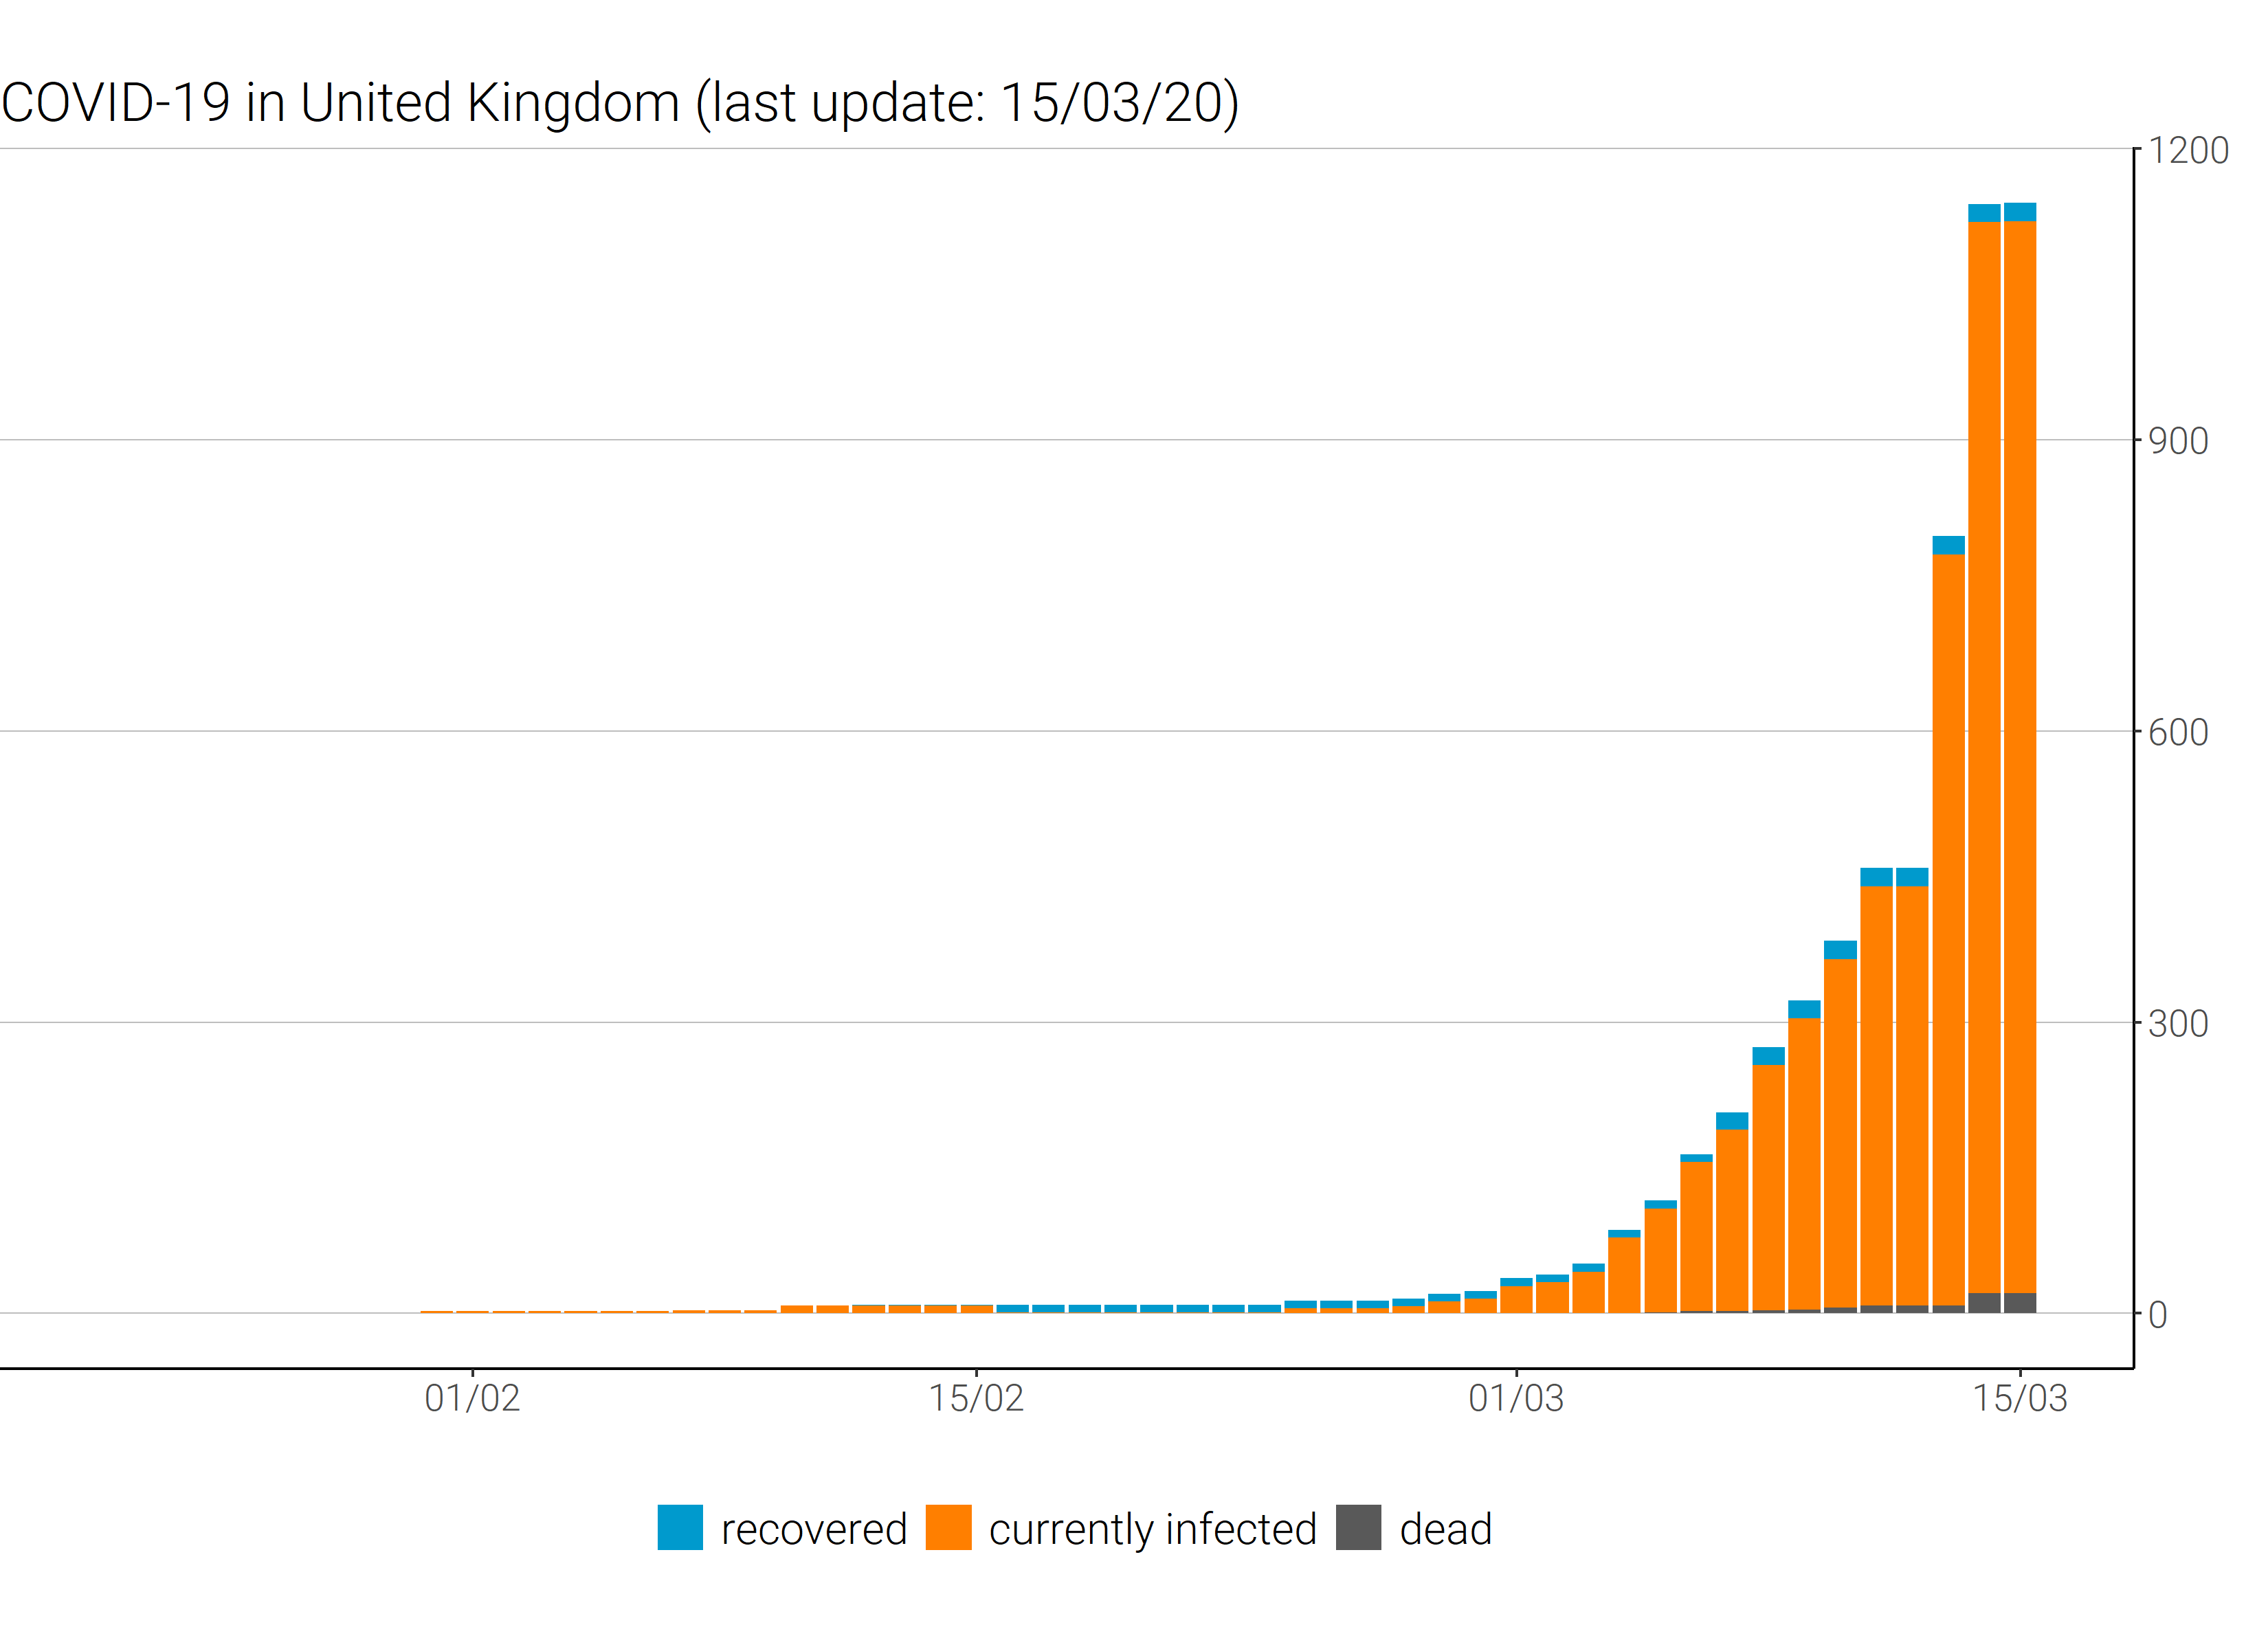 COVID-19 in United Kingdom (last update: 15/03/20)
1200
900
600
300
0
01/02 15/02 01/03 15/03
recovered currently infected dead